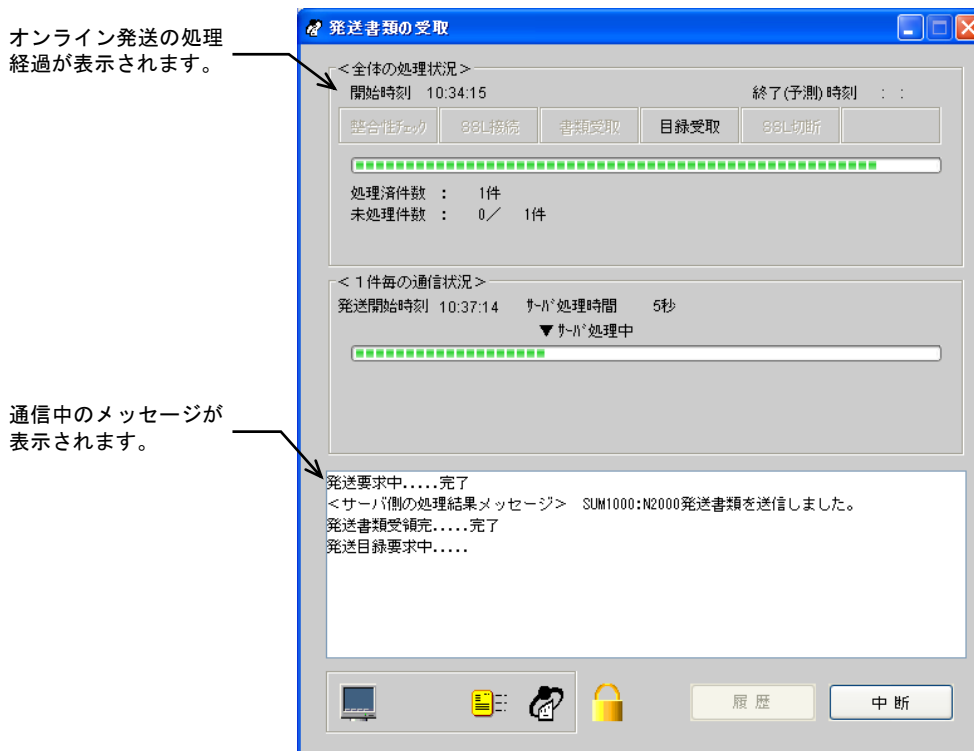 オンライン発送の処理
経過が表示されます。
発送書類の受取
＜全体の処理状況＞
開始時刻 10:34:15 終了(予測)時刻 : :
整合性ﾁｪｯｸ SSL接続 書類受取 目録受取 SSL切断
処理済件数 : 1件
未処理件数 : 0／ 1件
＜１件毎の通信状況＞
発送開始時刻 10:37:14 ｻｰﾊﾞ処理時間 5秒
▼ｻｰﾊﾞ処理中
通信中のメッセージが
表示されます。
発送要求中.....完了
＜サーバ側の処理結果メッセージ＞ SUM1000:N2000発送書類を送信しました。
発送書類受領完.....完了
発送目録要求中.....
履歴 中断